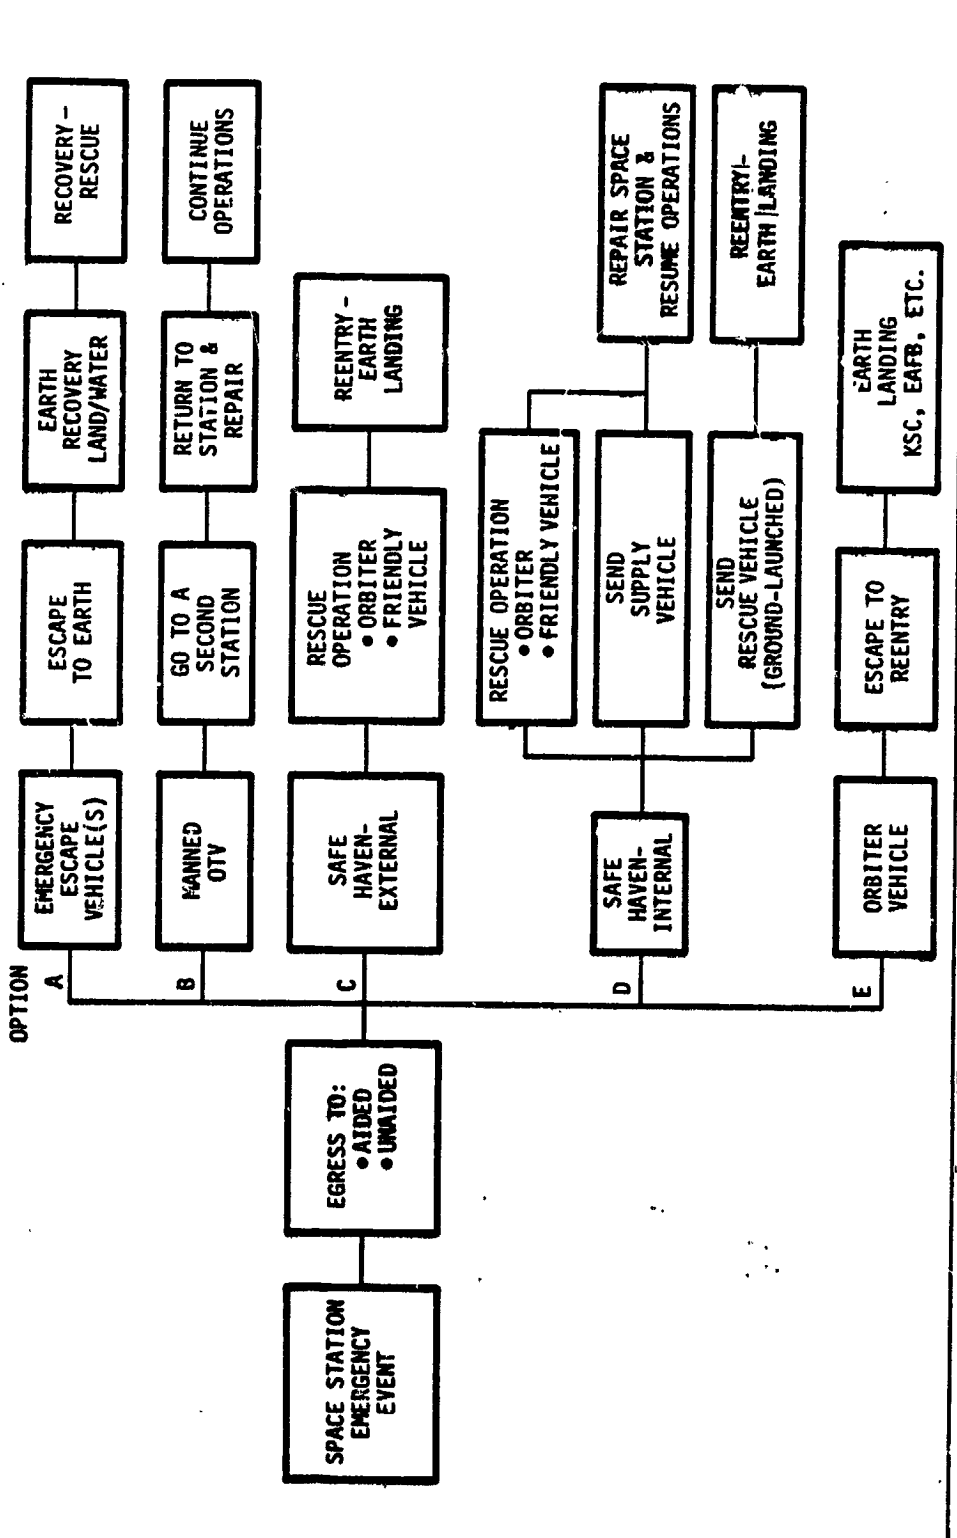 OPTION
SPACE STATION
EMERGENCY
EVENT
EGRESS TO:
• AIDED
• UNAIDED
A
EMERGENCY
ESCAPE
VEHICLE(S)
ESCAPE
TO EARTH
EARTH
RECOVERY
LAND/WATER
RECOVERY-
RESCUE
B
MANNED
OTV
GO TO A
SECOND
STATION
RETURN TO
STATION &
REPAIR
CONTINUE
OPERATIONS
C
SAFE
HAVEN-
EXTERNAL
RESCUE
OPERATION
• ORBITER
• FRIENDLY
VEHICLE
REENTRY-
EARTH
LANDING
D
SAFE
HAVEN-
INTERNAL
RESCUE OPERATION
• ORBITER
• FRIENDLY VEHICLE
SEND
SUPPLY
VEHICLE
REPAIR SPACE
STATION &
RESUME OPERATIONS
SEND
RESCUE VEHICLE
(GROUND-LAUNCHED)
REENTRY/-
EARTH/LANDING
E
ORBITER
VEHICLE
ESCAPE TO
REENTRY
EARTH
LANDING
KSC, EAFB, ETC.